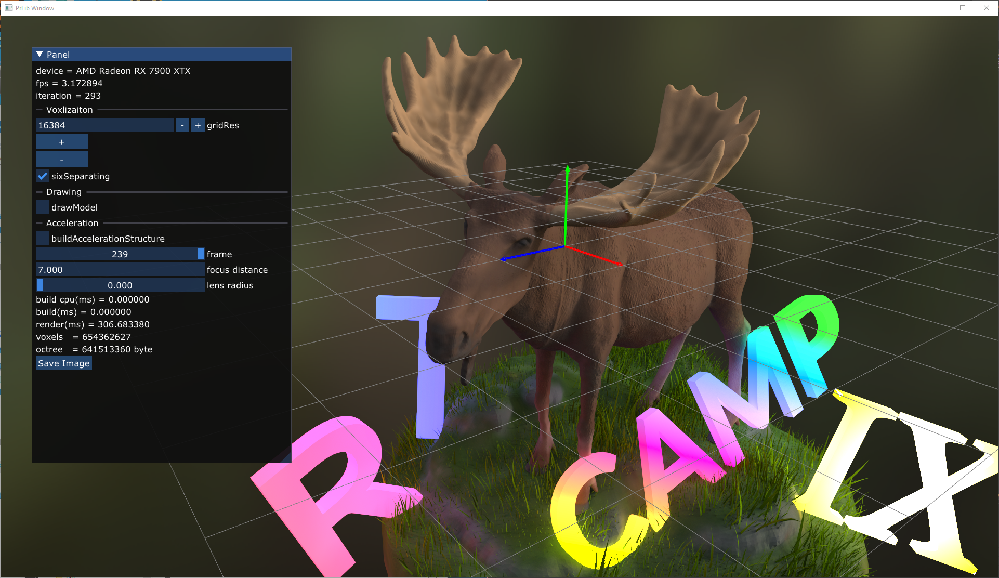 PrLib Window
Panel
device = AMD Radeon RX 7900 XTX
fps = 3.172894
iteration = 293
Voxlizaiton
16384 - + gridRes
+
-
sixSeparating
Drawing
drawModel
Acceleration
buildAccelerationStructure
239 frame
7.000 focus distance
0.000 lens radius
build cpu(ms) = 0.000000
build(ms) = 0.000000
render(ms) = 306.683380
voxels = 654362627
octree = 641513360 byte
Save Image
RT
CAMP
IX